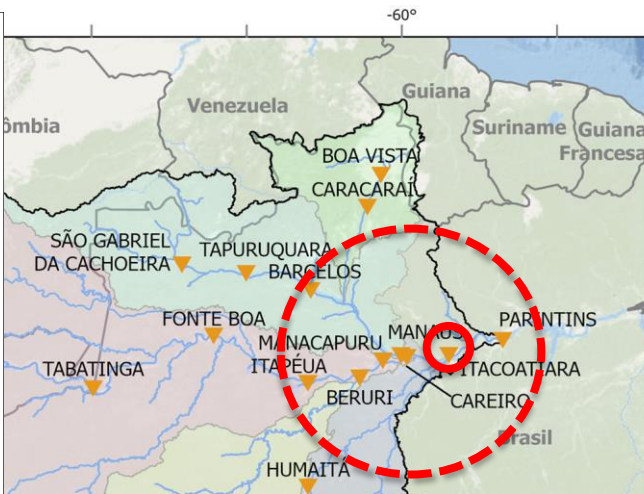 -60°
Guiana
Venezuela
ômbia
Suriname
Guiana
Francesa
BOA VISTA
CARACARAÍ
SÃO GABRIEL
DA CACHOEIRA
TAPURUQUARA
BARCELOS
FONTE BOA
MANAUS
PARINTINS
MANACAPURU
ITAPÉUA
ITACOATIARA
TABATINGA
BERURI
CAREIRO
Brasil
HUMAITÁ